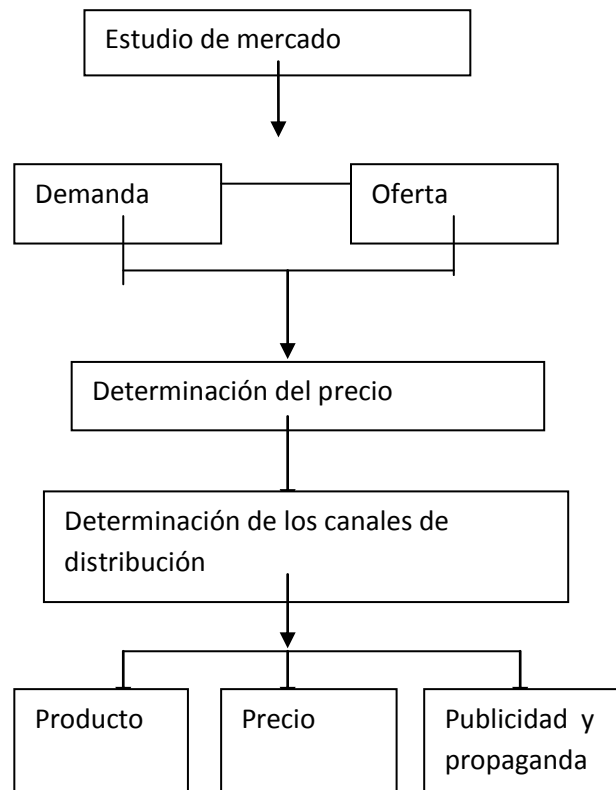 Estudio de mercado
Demanda
Oferta
Determinación del precio
Determinación de los canales de
distribución
Producto
Precio
Publicidad y
propaganda